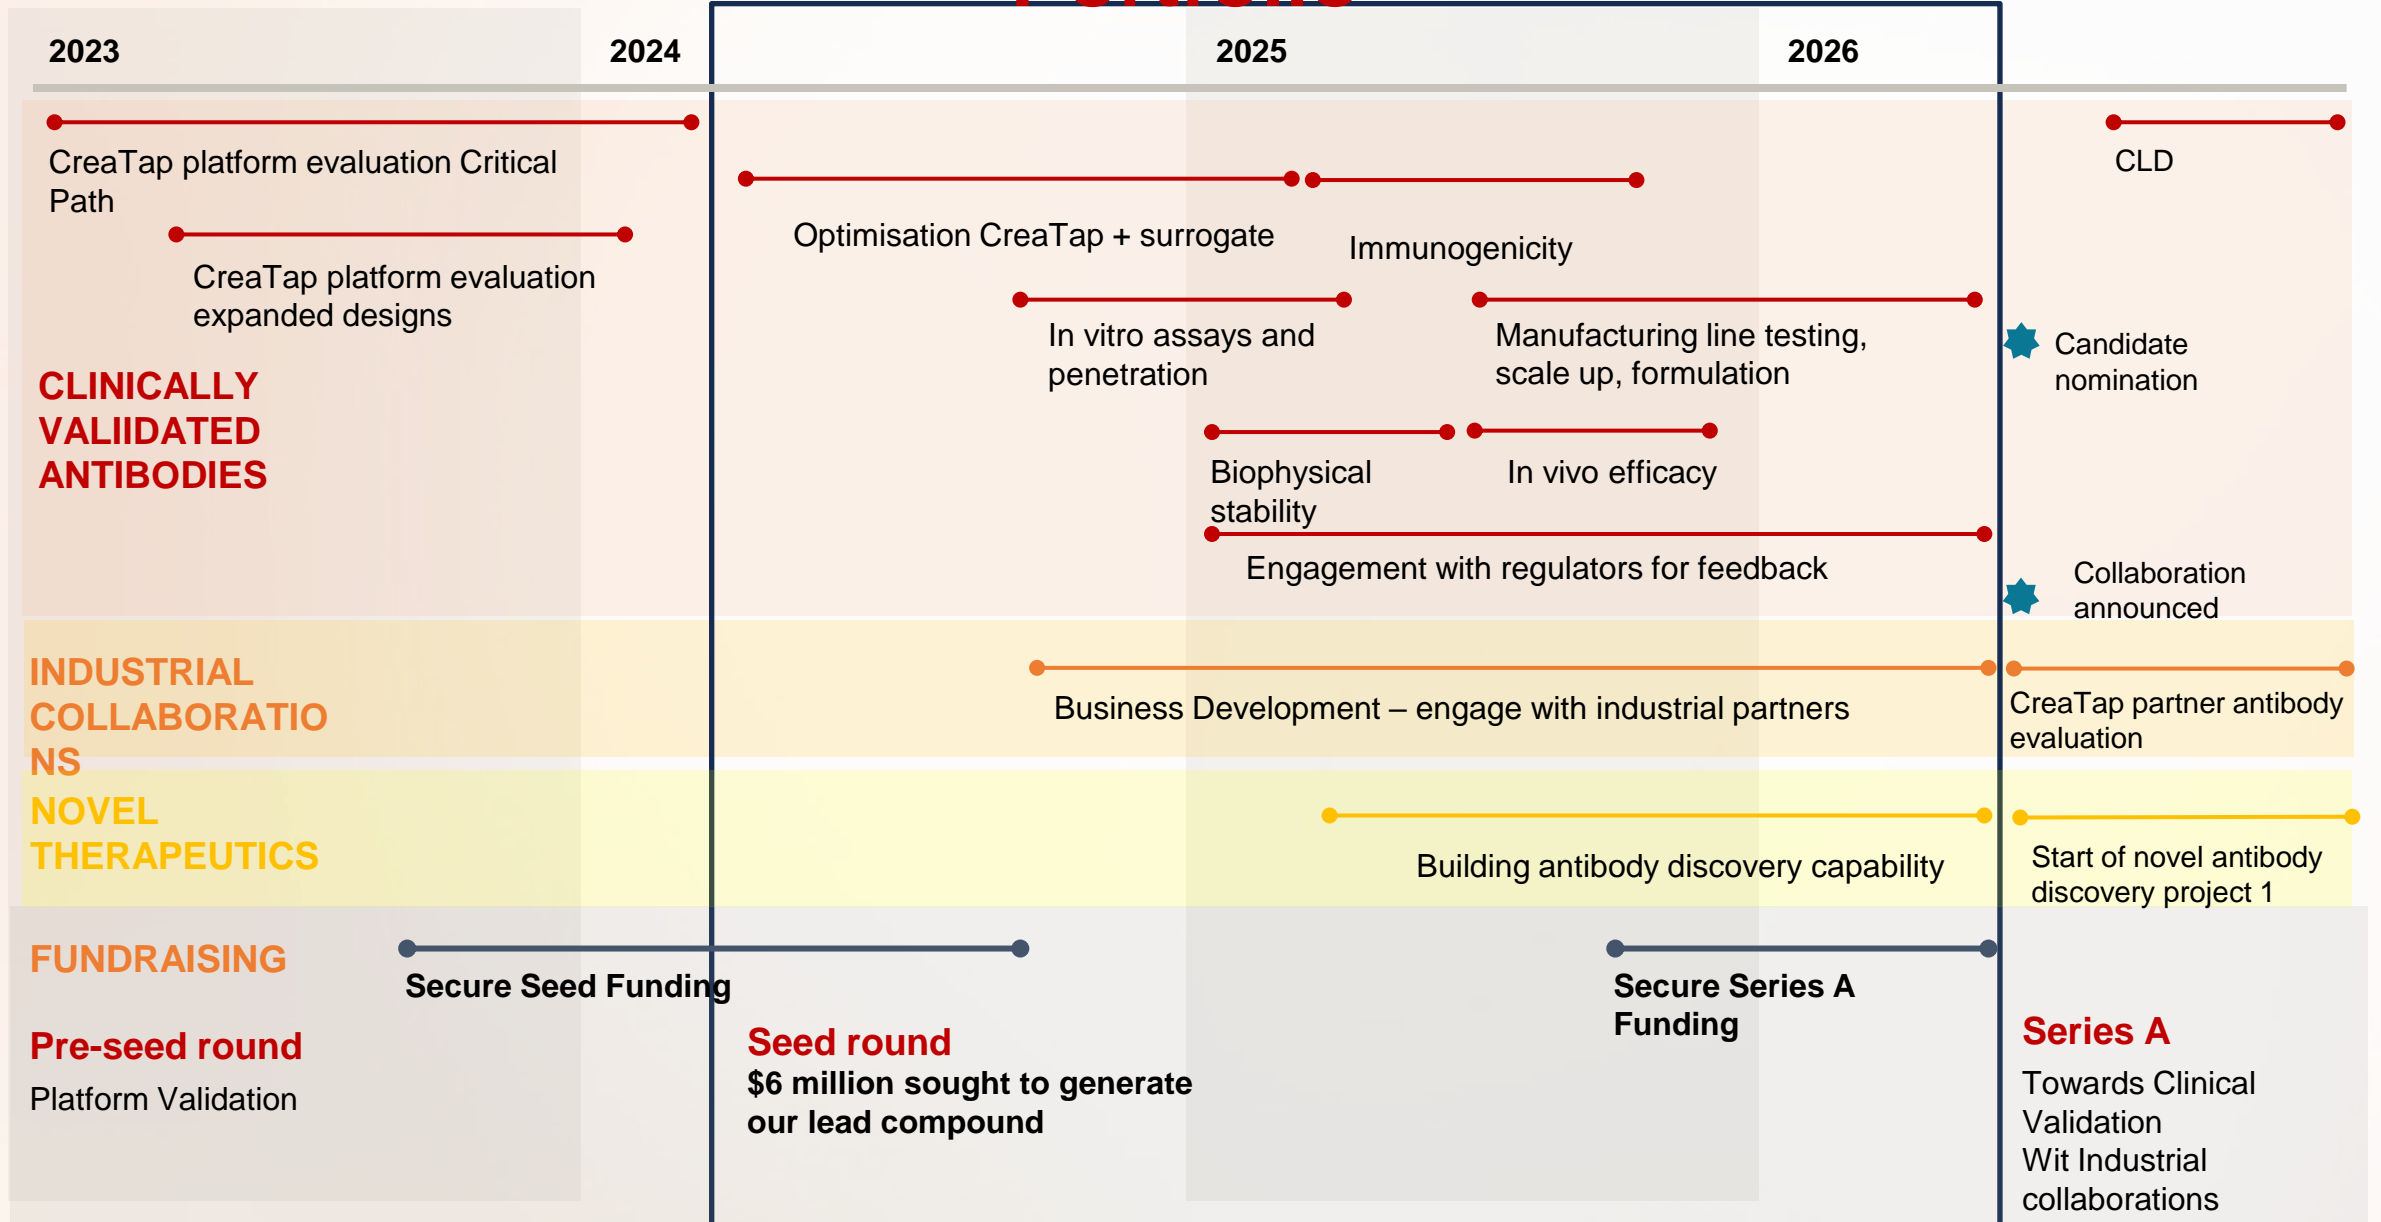 2023
2024
2025
2026
CreaTap platform evaluation Critical
Path
CLD
Optimisation CreaTap + surrogate
Immunogenicity
CreaTap platform evaluation
expanded designs
In vitro assays and
penetration
Manufacturing line testing,
scale up, formulation
Candidate
nomination
CLINICALLY
VALIIDATED
ANTIBODIES
Biophysical
stability
In vivo efficacy
Engagement with regulators for feedback
Collaboration
announced
INDUSTRIAL
COLLABORATIO
NS
Business Development – engage with industrial partners
CreaTap partner antibody
evaluation
NOVEL
THERAPEUTICS
Building antibody discovery capability
Start of novel antibody
discovery project 1
FUNDRAISING
Secure Seed Funding
Secure Series A
Funding
Pre-seed round
Platform Validation
Seed round
$6 million sought to generate
our lead compound
Series A
Towards Clinical
Validation
Wit Industrial
collaborations